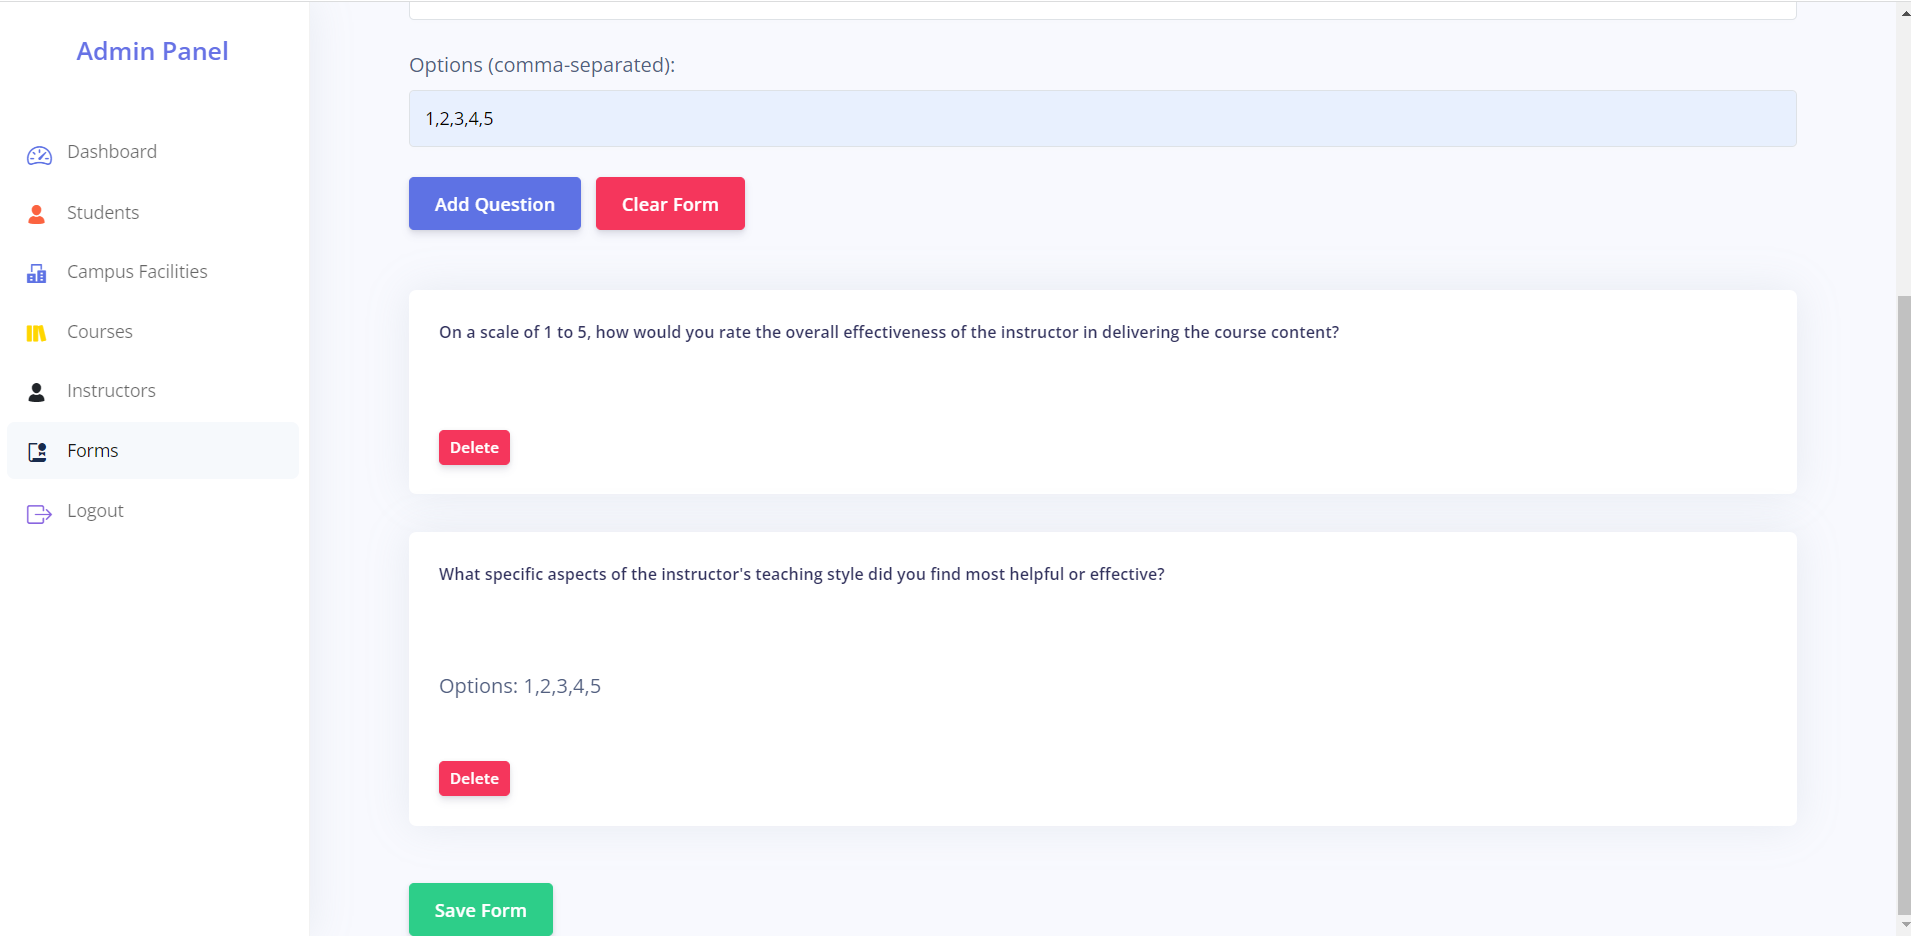 Admin Panel
Dashboard
Students
Campus Facilities
Courses
Instructors
Forms
Logout
Options (comma-separated):
1,2,3,4,5
Add Question
Clear Form
On a scale of 1 to 5, how would you rate the overall effectiveness of the instructor in delivering the course content?
Delete
What specific aspects of the instructor's teaching style did you find most helpful or effective?
Options: 1,2,3,4,5
Delete
Save Form